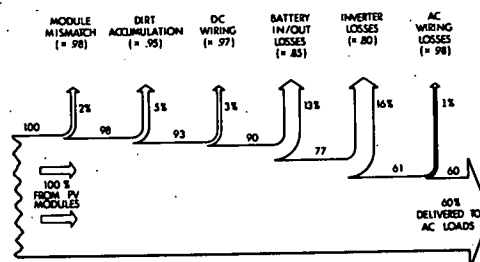 MODULE
MISMATCH
(= .98)
DIRT
ACCUMULATION
(= .95)
DC
WIRING
(= .97)
BATTERY
IN/OUT
LOSSES
(= .85)
INVERTER
LOSSES
(= .80)
AC
WIRING
LOSSES
(= .98)
2%
5%
3%
13%
16%
1%
100
98
93
90
77
61
60
100 %
FROM PV
MODULES
60%
DELIVERED TO
AC LOADS